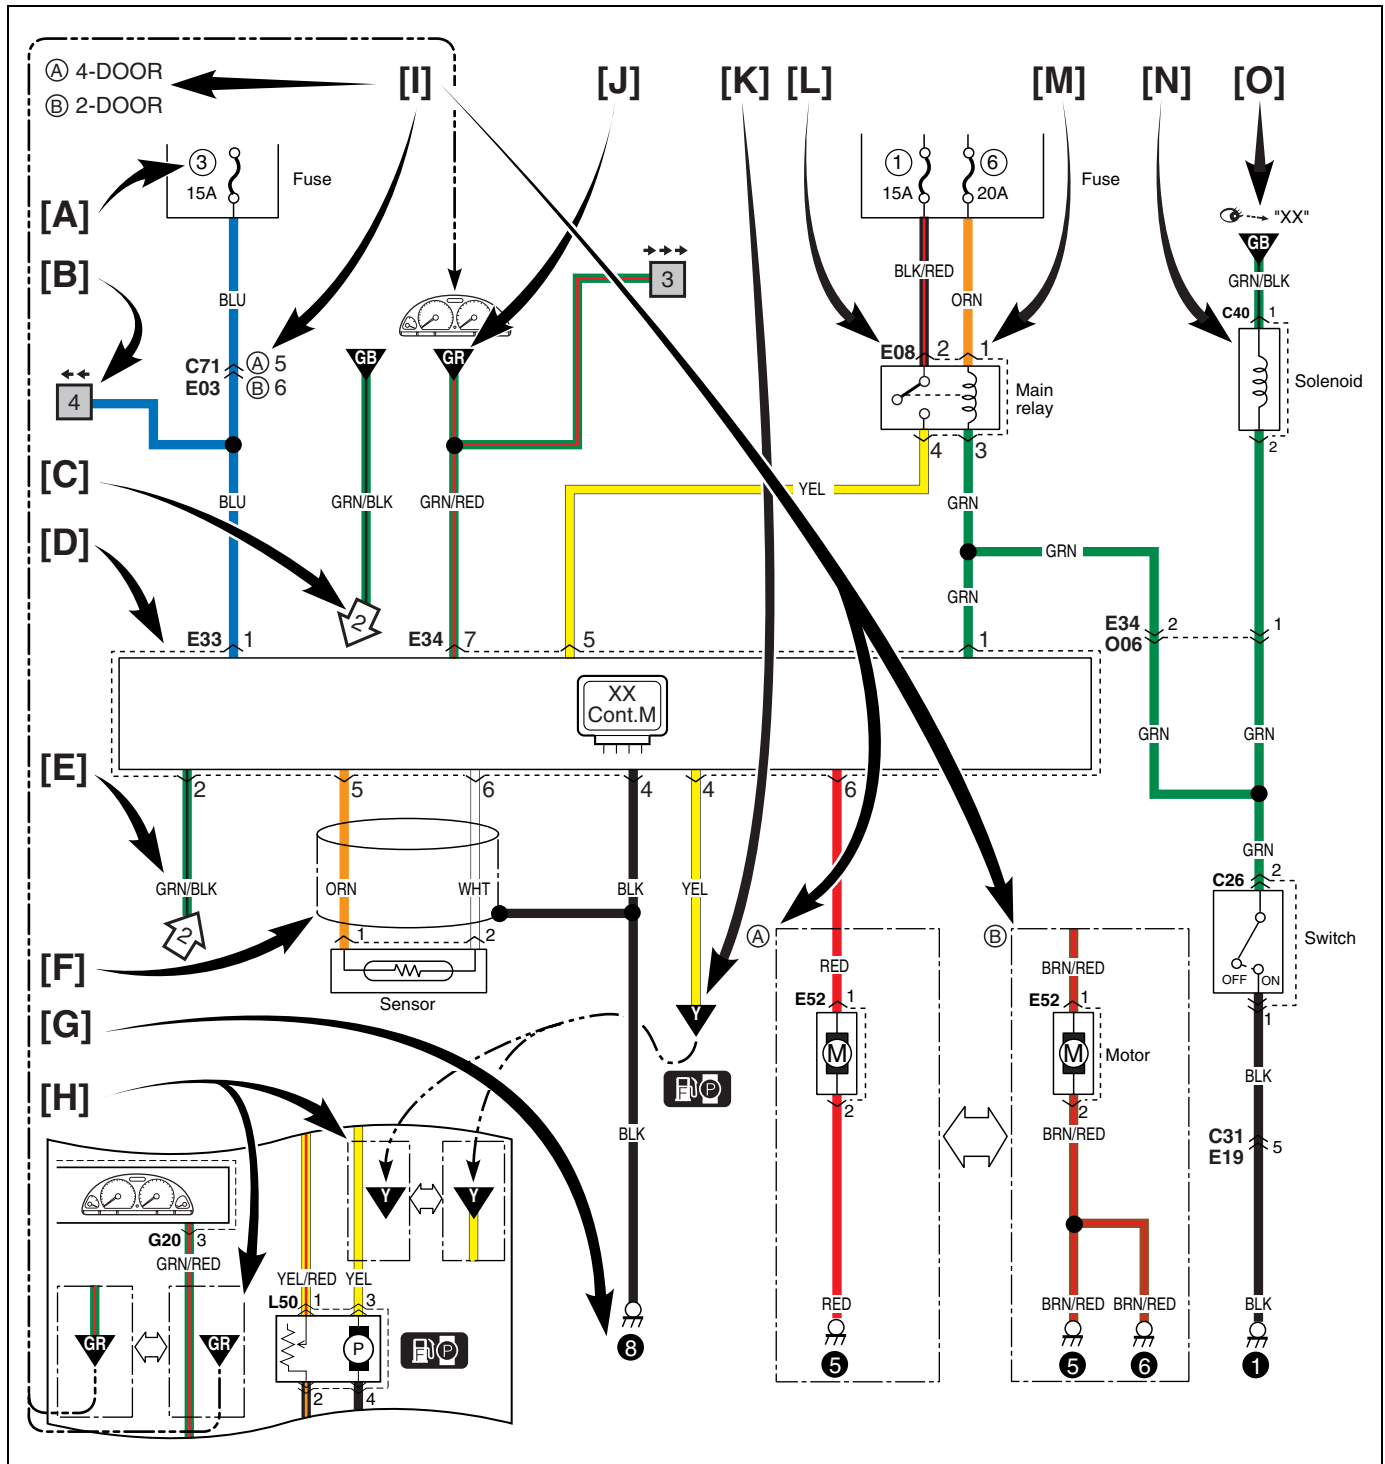 Ⓐ 4-DOOR
Ⓑ 2-DOOR
[I]
[J]
[K]
[L]
[M]
[N]
[O]
[A]
③
15A
Fuse
①
15A
⑥
20A
Fuse
"XX"
GB
GRN/BLK
C40 1
[B]
BLU
3
BLK/RED
ORN
C71 Ⓐ 5
E03 Ⓑ 6
4
GB
GR
E08 2 1
Main
relay
4 3
Solenoid
2
[C]
BLU
GRN/BLK
GRN/RED
YEL
GRN
[D]
GRN
GRN
2
E33 1
E34 7
5
1
E34 2
O06
1
XX
Cont.M
GRN
GRN
[E]
2
5
6
4
4
6
GRN/BLK
ORN
WHT
BLK
YEL
GRN
C26 2
2
1
2
Sensor
[F]
Ⓐ
Ⓑ
RED
BRN/RED
OFF ON
Switch
1
[G]
Y
E52 1
M
2
E52 1
M
Motor
2
BLK
[H]
F P
BLK
BRN/RED
C31
E19 5
Y
Y
G20 3
GRN/RED
YEL/RED
YEL
L50 1
3
P
F P
2
4
GR
GR
RED
BRN/RED
BRN/RED
BLK
8
5
5
6
1